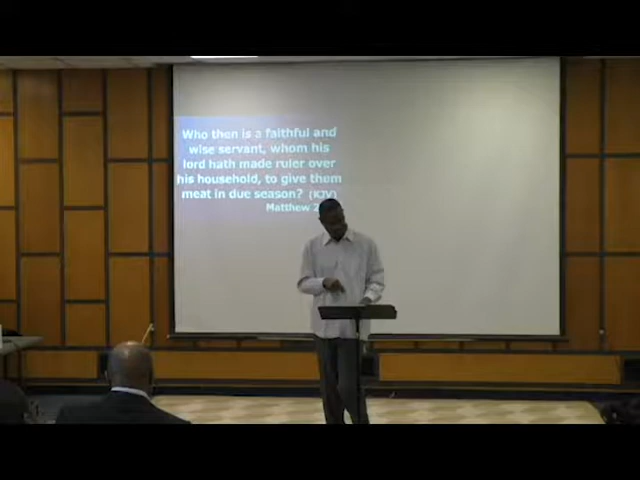 Who then is a faithful and
wise servant, whom his
lord hath made ruler over
his household, to give them
meat in due season? (KJV)
Matthew